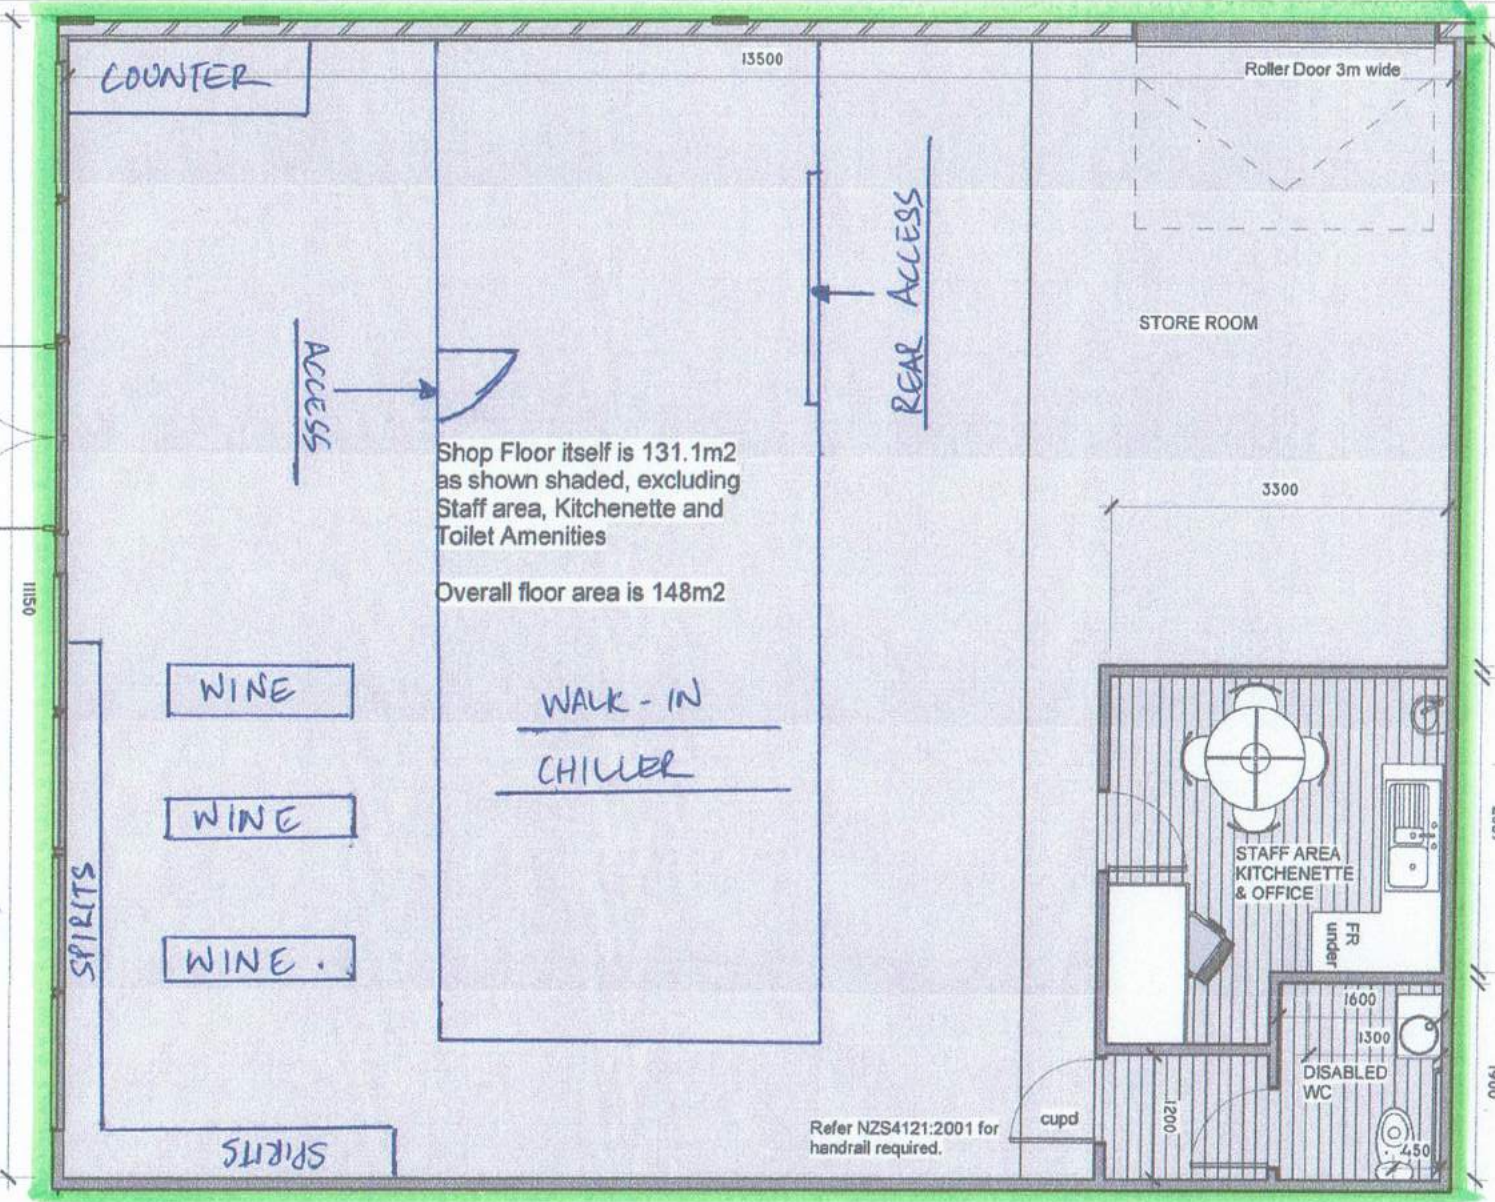 COUNTER
13500
Roller Door 3m wide
REAR ACCESS
STORE ROOM
ACCESS
Shop Floor itself is 131.1m2
as shown shaded, excluding
Staff area, Kitchenette and
Toilet Amenities
3300
Overall floor area is 148m2
11150
WINE
WALK-IN
CHILLER
WINE
STAFF AREA
KITCHENETTE
& OFFICE
SPIRITS
WINE.
FR
under
1600
1300
DISABLED
WC
1200
cupd
Refer NZS4121:2001 for
handrail required.
450
SPIRITS